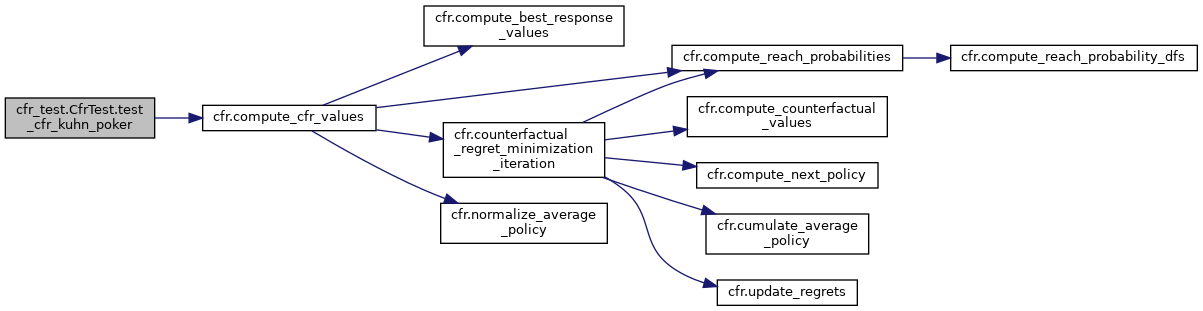 cfr_test.CfrTest.test
_cfr_kuhn_poker
cfr.compute_cfr_values
cfr.compute_best_response
_values
cfr.counterfactual
_regret_minimization
_iteration
cfr.normalize_average
_policy
cfr.compute_reach_probabilities
cfr.compute_counterfactual
_values
cfr.compute_next_policy
cfr.cumulate_average
_policy
cfr.update_regrets
cfr.compute_reach_probability_dfs